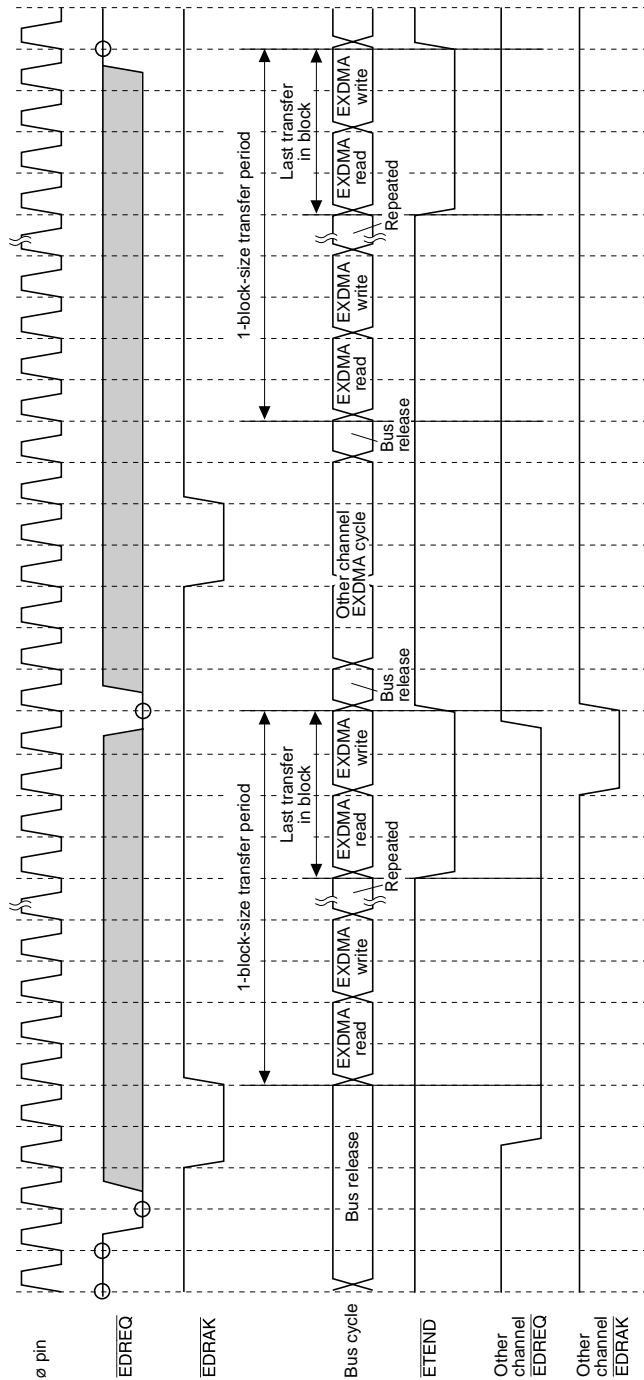 ø pin
EDREQ
EDRAK
1-block-size transfer period
1-block-size transfer period
Last transfer
in block
Last transfer
in block
Bus cycle
Bus release
EXDMA
read
EXDMA
write
Repeated
EXDMA
read
EXDMA
write
Bus
release
Other channel
EXDMA cycle
Bus
release
EXDMA
read
EXDMA
write
Repeated
EXDMA
read
EXDMA
write
ETEND
Other
channel
EDREQ
Other
channel
EDRAK